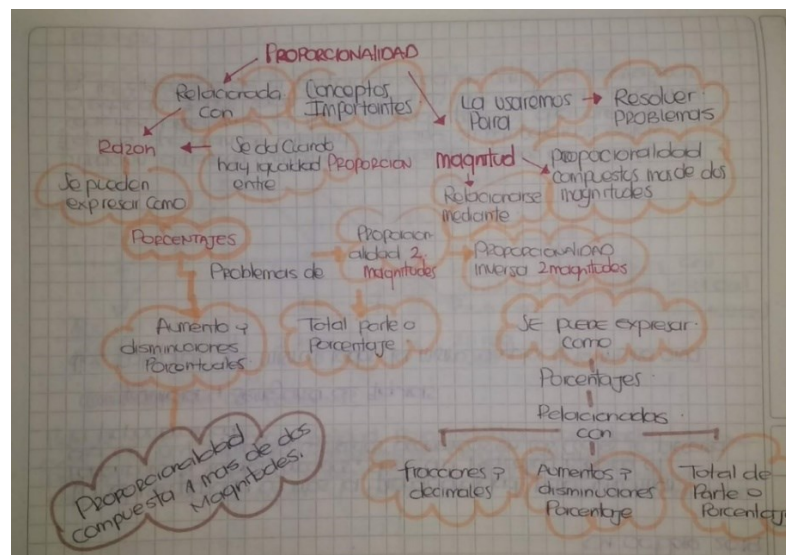 PROPORCIONALIDAD
Relacionada
con
Conceptos
Importantes
La usaremos
Para
Resolver
PROBLEMAS
Razon
Se da Cuando
hay igualdad PROPORCION
entre
magnitud
propocionalidad
compuestas mas de dos
magnitudes
Se pueden
expresar como
Relacionarse
mediante
PORCENTAJES
Problemas de
Proporcion
alidad 2
magnitudes
PROPORCIONALIDAD
inversa 2 magnitudes
Aumento y
disminuciones
Porcentuales
Total Parte o
Porcentaje
SE puede expresar
como
Porcentajes
Relacionadas
con
Proporcionalidad
compuesta 1 mas de dos
Magnitudes.
fracciones y
decimales
Aumentos y
disminuciones
Porcentaje
Total de
Parte o
Porcentaje